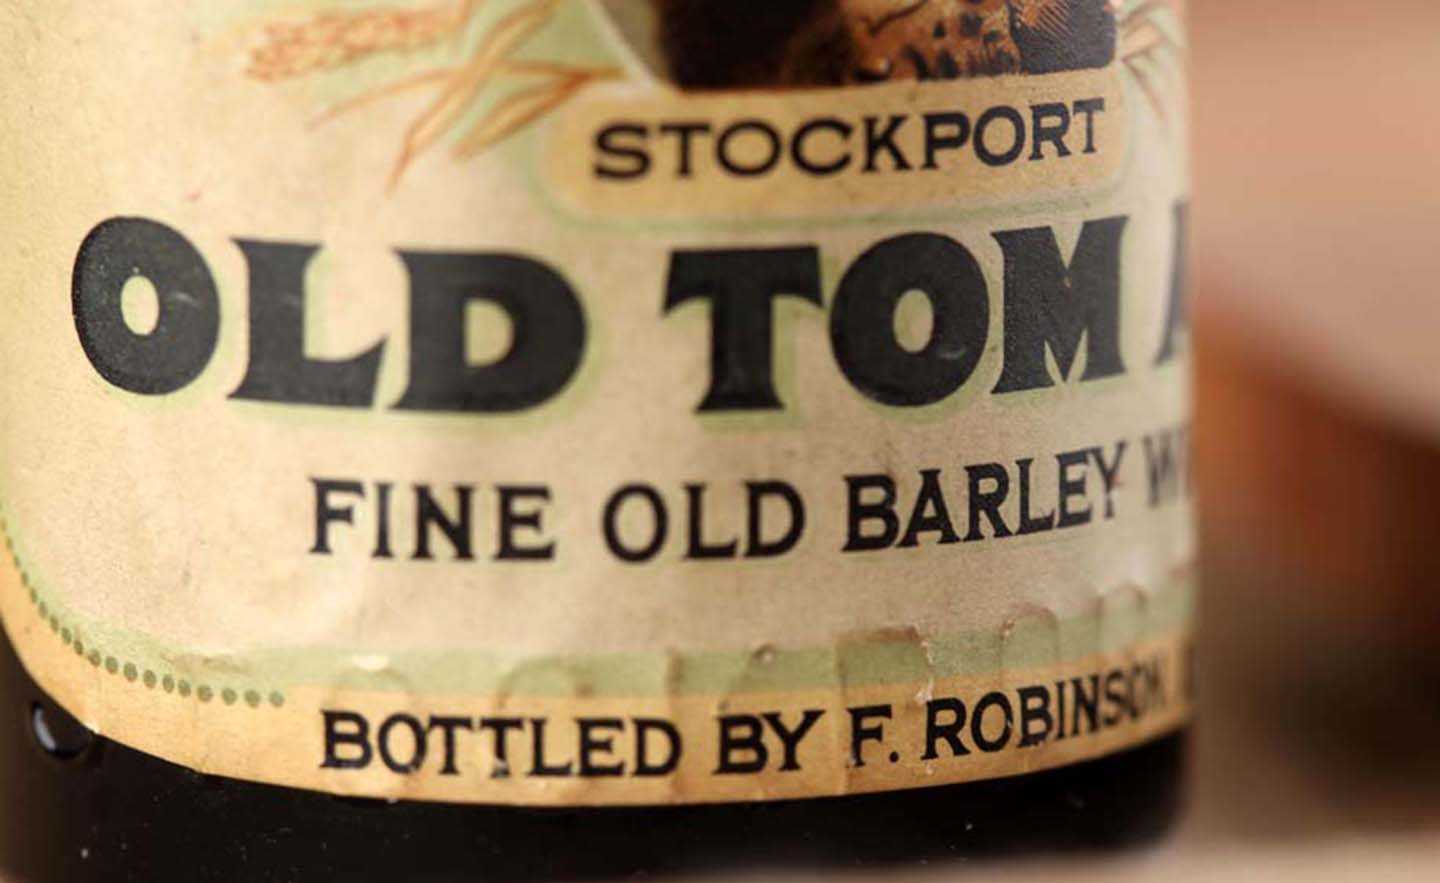 STOCKPORT
OLD TOM
FINE OLD BARLEY
BOTTLED BY F. ROBINSON